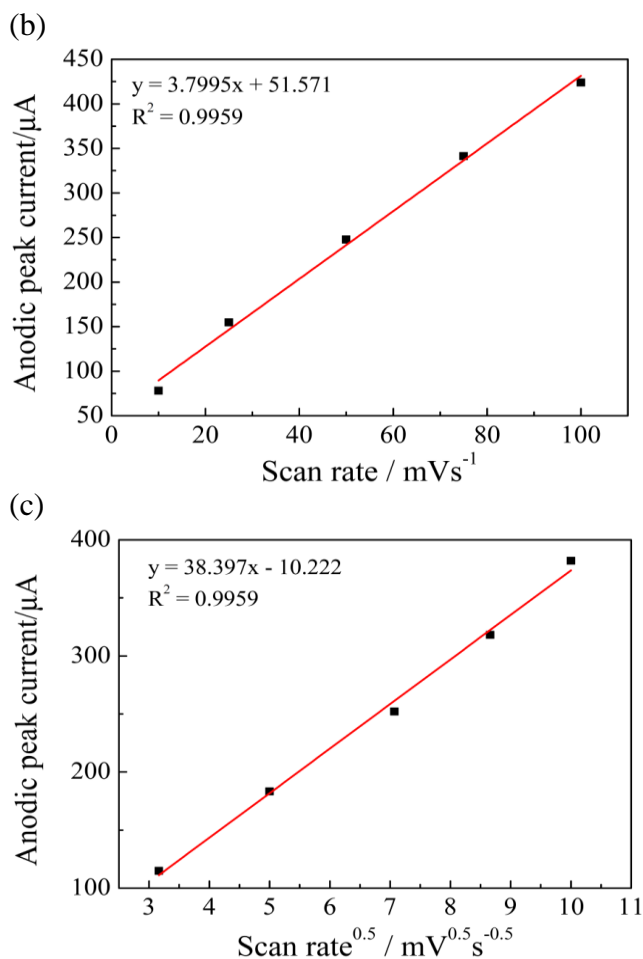 (b)
450
400
350
300
250
200
150
100
50
y = 3.7995x + 51.571
R² = 0.9959
Anodic peak current/µA
0 20 40 60 80 100
Scan rate / mVs⁻¹
(c)
400
300
200
100
y = 38.397x - 10.222
R² = 0.9959
Anodic peak current/µA
3 4 5 6 7 8 9 10 11
Scan rate⁰·⁵ / mV⁰·⁵s⁻⁰·⁵